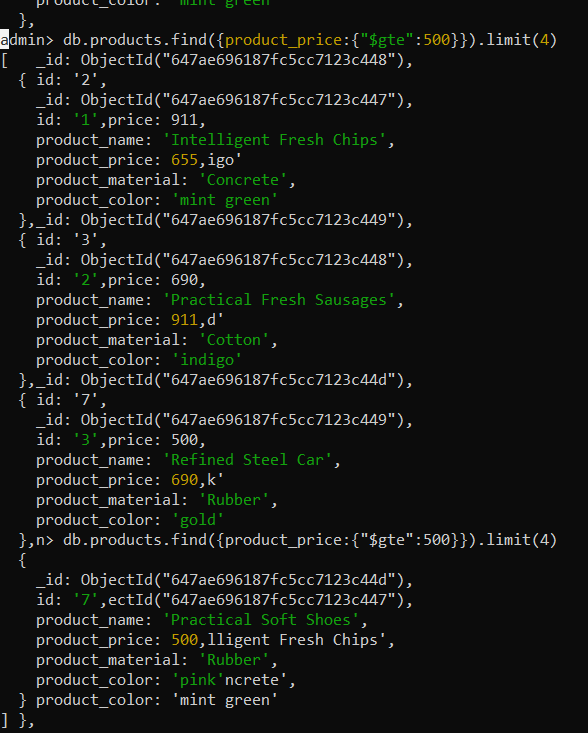 product_color: 'mint green'
},
admin> db.products.find({product_price:{"$gte":500}}).limit(4)
[ _id: ObjectId("647ae696187fc5cc7123c448"),
{ id: '2',
_id: ObjectId("647ae696187fc5cc7123c447"),
id: '1',price: 911,
product_name: 'Intelligent Fresh Chips',
product_price: 655,igo'
product_material: 'Concrete',
product_color: 'mint green'
},_id: ObjectId("647ae696187fc5cc7123c449"),
{ id: '3',
_id: ObjectId("647ae696187fc5cc7123c448"),
id: '2',price: 690,
product_name: 'Practical Fresh Sausages',
product_price: 911,d'
product_material: 'Cotton',
product_color: 'indigo'
},_id: ObjectId("647ae696187fc5cc7123c44d"),
{ id: '7',
_id: ObjectId("647ae696187fc5cc7123c449"),
id: '3',price: 500,
product_name: 'Refined Steel Car',
product_price: 690,k'
product_material: 'Rubber',
product_color: 'gold'
},n> db.products.find({product_price:{"$gte":500}}).limit(4)
{
_id: ObjectId("647ae696187fc5cc7123c44d"),
id: '7',ectId("647ae696187fc5cc7123c447"),
product_name: 'Practical Soft Shoes',
product_price: 500,lligent Fresh Chips',
product_material: 'Rubber',
product_color: 'pink'ncrete',
} product_color: 'mint green'
] },